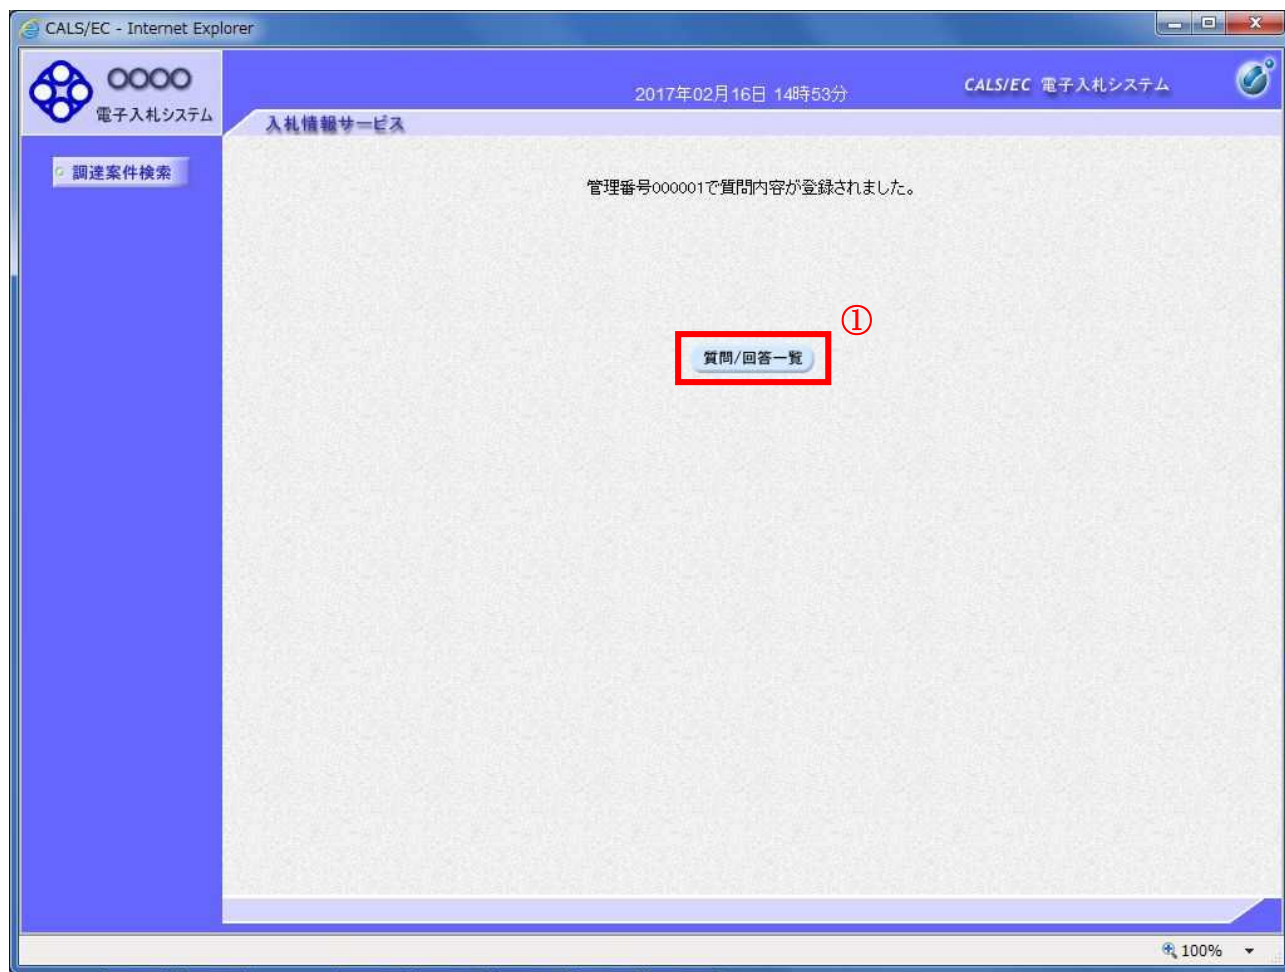 CALS/EC - Internet Explorer
○○○○
電子入札システム
2017年02月16日 14時53分
CALS/EC 電子入札システム
入札情報サービス
調達案件検索
管理番号000001で質問内容が登録されました。
①
質問/回答一覧
100%